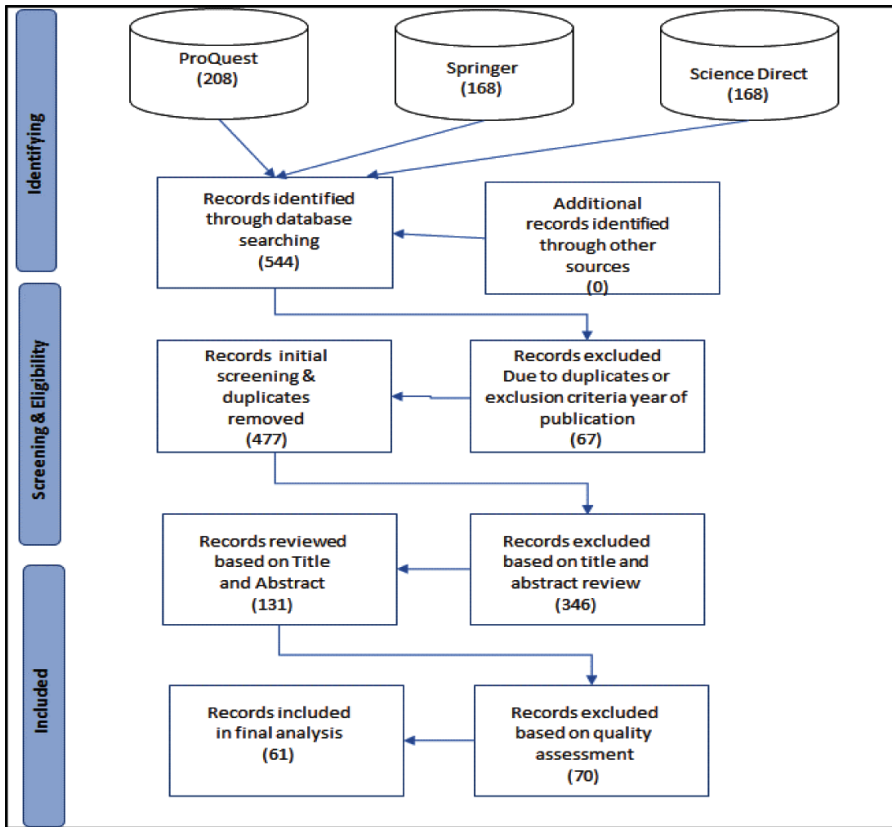 ProQuest
(208)
Springer
(168)
Science Direct
(168)
Identifying
Records identified
through database
searching
(544)
Additional
records identified
through other
sources
(0)
Screening & Eligibility
Records initial
screening &
duplicates
removed
(477)
Records excluded
Due to duplicates or
exclusion criteria year of
publication
(67)
Records reviewed
based on Title
and Abstract
(131)
Records excluded
based on title and
abstract review
(346)
Included
Records included
in final analysis
(61)
Records excluded
based on quality
assessment
(70)